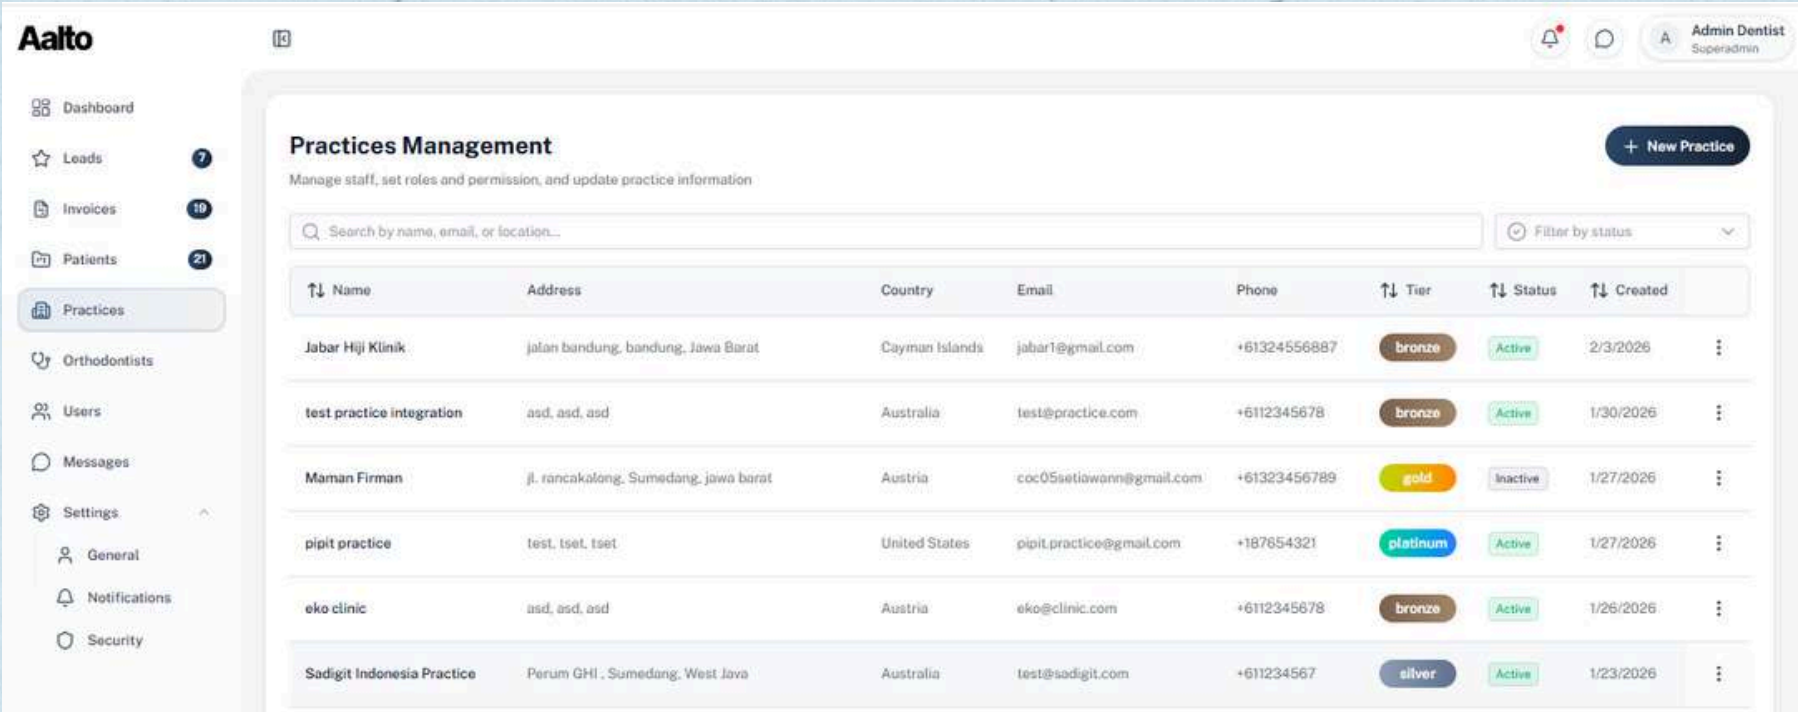 Aalto
A
Admin Dentist
Superadmin
Dashboard
Leads 7
Invoices 19
Patients 21
Practices
Orthodontists
Users
Messages
Settings
General
Notifications
Security
Practices Management
+ New Practice
Manage staff, set roles and permission, and update practice information
Search by name, email, or location...
Filter by status
Name Address Country Email Phone Tier Status Created
Jabar Hiji Klinik jalan bandung, bandung, Jawa Barat Cayman Islands jabar1@gmail.com +61324556887 bronze Active 2/3/2026
test practice integration asd, asd, asd Australia test@practice.com +6112345678 bronze Active 1/30/2026
Maman Firman jl. rancakalong, Sumedang, jawa barat Austria coc05setiawann@gmail.com +61323456789 gold Inactive 1/27/2026
pipit practice test, tset, tset United States pipit.practice@gmail.com +187654321 platinum Active 1/27/2026
eko clinic asd, asd, asd Austria eko@clinic.com +6112345678 bronze Active 1/26/2026
Sadigit Indonesia Practice Perum GHI , Sumedang, West Java Australia test@sadigit.com +611234567 silver Active 1/23/2026